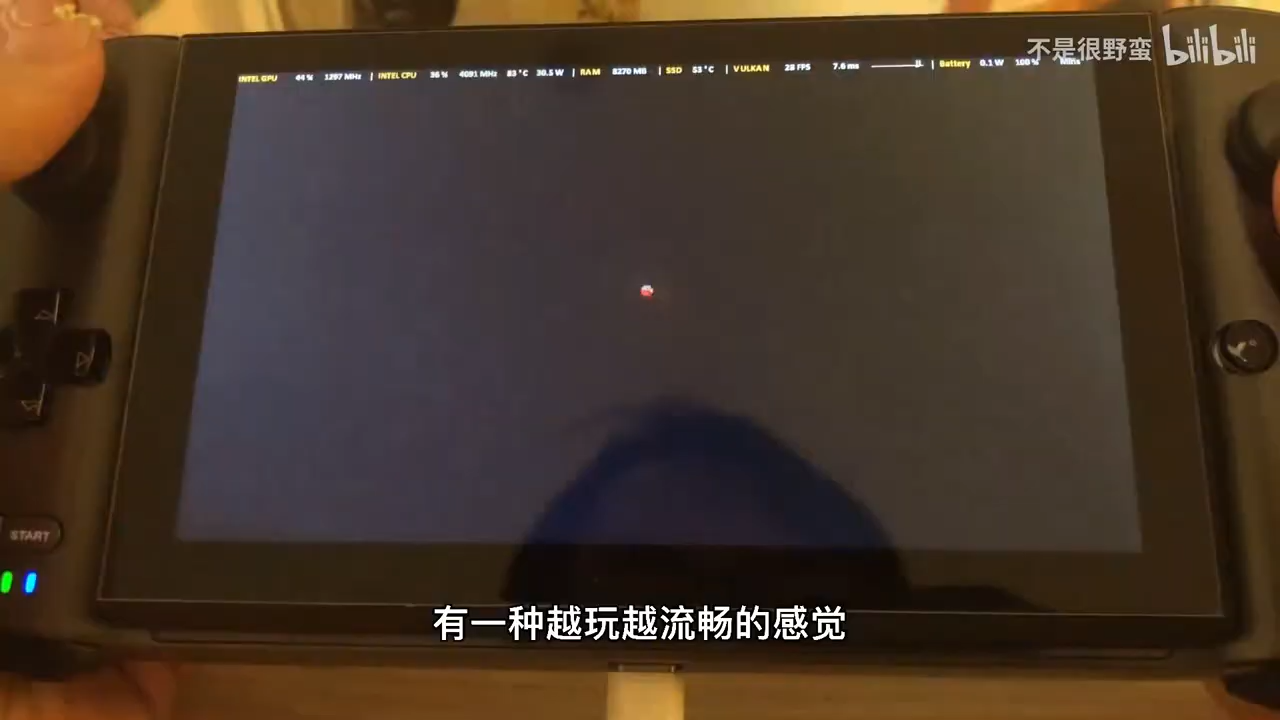 不是很野蛮 bilibili
INTEL GPU 44 % 1297 MHz | INTEL CPU 36 % 4091 MHz 83 °C 30.5 W | RAM 8270 MB | SSD 53 °C | VULKAN 28 FPS 7.6 ms | Battery 0.1 W 100 %
START
有一种越玩越流畅的感觉